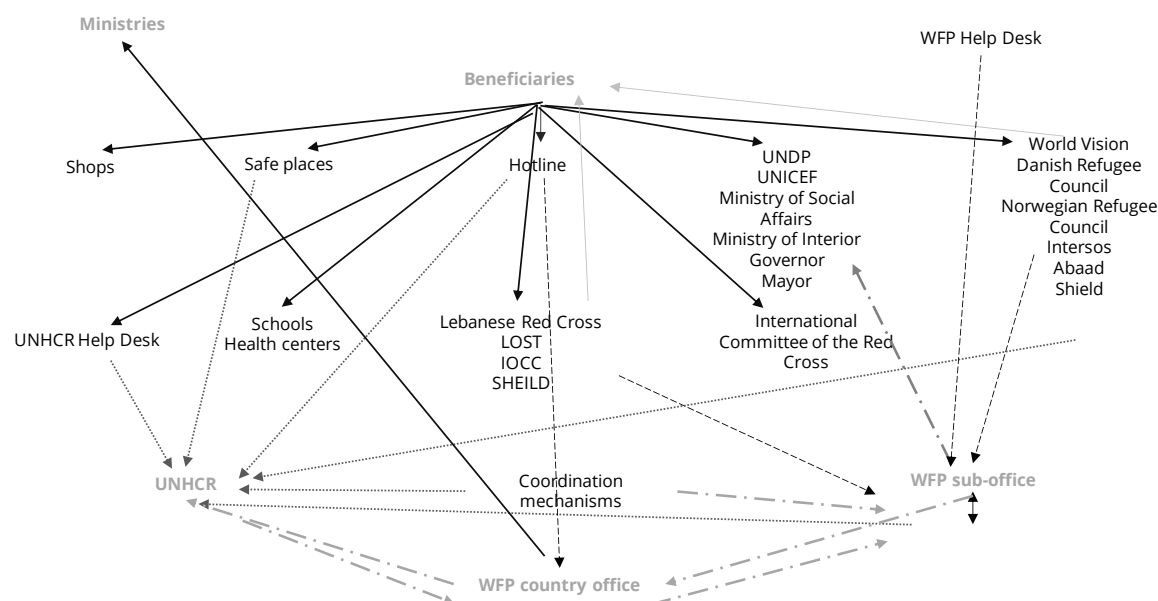 Ministries
WFP Help Desk
Beneficiaries
Shops
Safe places
Hotline
UNDP
UNICEF
Ministry of Social
Affairs
Ministry of Interior
Governor
Mayor
World Vision
Danish Refugee
Council
Norwegian Refugee
Council
Intersos
Abaad
Shield
UNHCR Help Desk
Schools
Health centers
Lebanese Red Cross
LOST
IOCC
SHEILD
International
Committee of the Red
Cross
UNHCR
Coordination
mechanisms
WFP sub-office
WFP country office